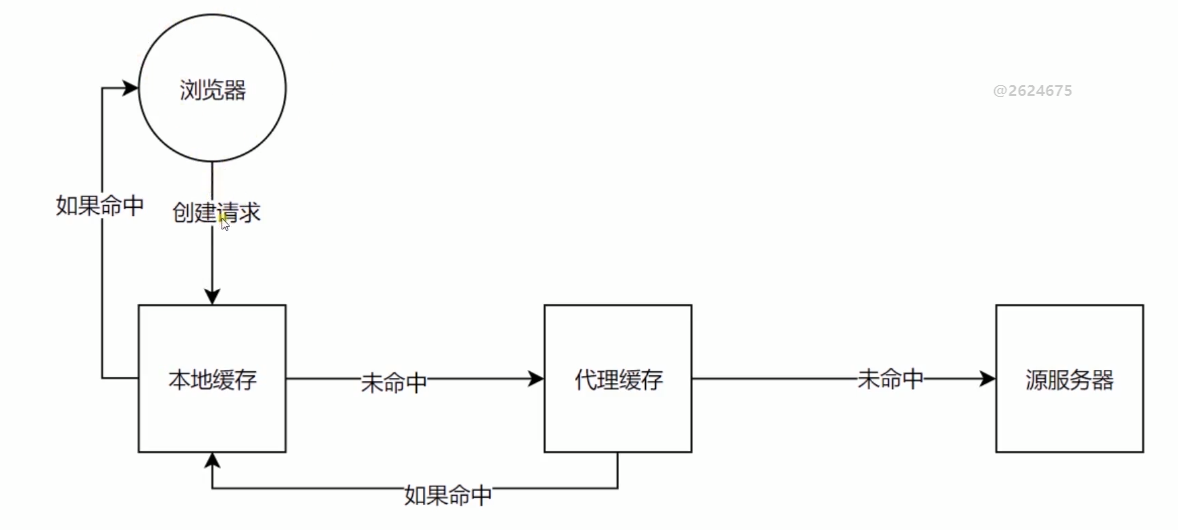 浏览器
@2624675
如果命中
创建请求
本地缓存
未命中
代理缓存
未命中
源服务器
如果命中